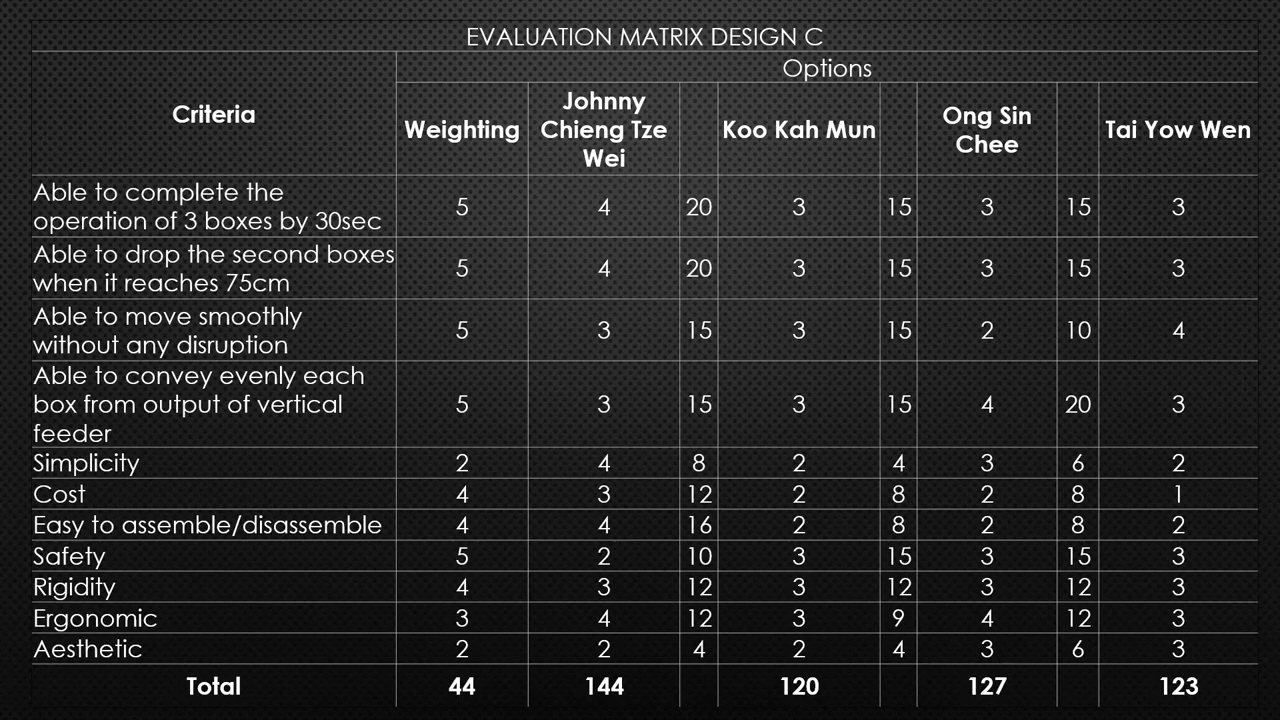 EVALUATION MATRIX DESIGN C
Options
Criteria
Weighting
Johnny
Chieng Tze
Wei
Koo Kah Mun
Ong Sin
Chee
Tai Yow Wen
Able to complete the
operation of 3 boxes by 30sec
5 4 20 3 15 3 15 3
Able to drop the second boxes
when it reaches 75cm
5 4 20 3 15 3 15 3
Able to move smoothly
without any disruption
5 3 15 3 15 2 10 4
Able to convey evenly each
box from output of vertical
feeder
5 3 15 3 15 4 20 3
Simplicity 2 4 8 2 4 3 6 2
Cost 4 3 12 2 8 2 8 1
Easy to assemble/disassemble 4 4 16 2 8 2 8 2
Safety 5 2 10 3 15 3 15 3
Rigidity 4 3 12 3 12 3 12 3
Ergonomic 3 4 12 3 9 4 12 3
Aesthetic 2 2 4 2 4 3 6 3
Total 44 144 120 127 123